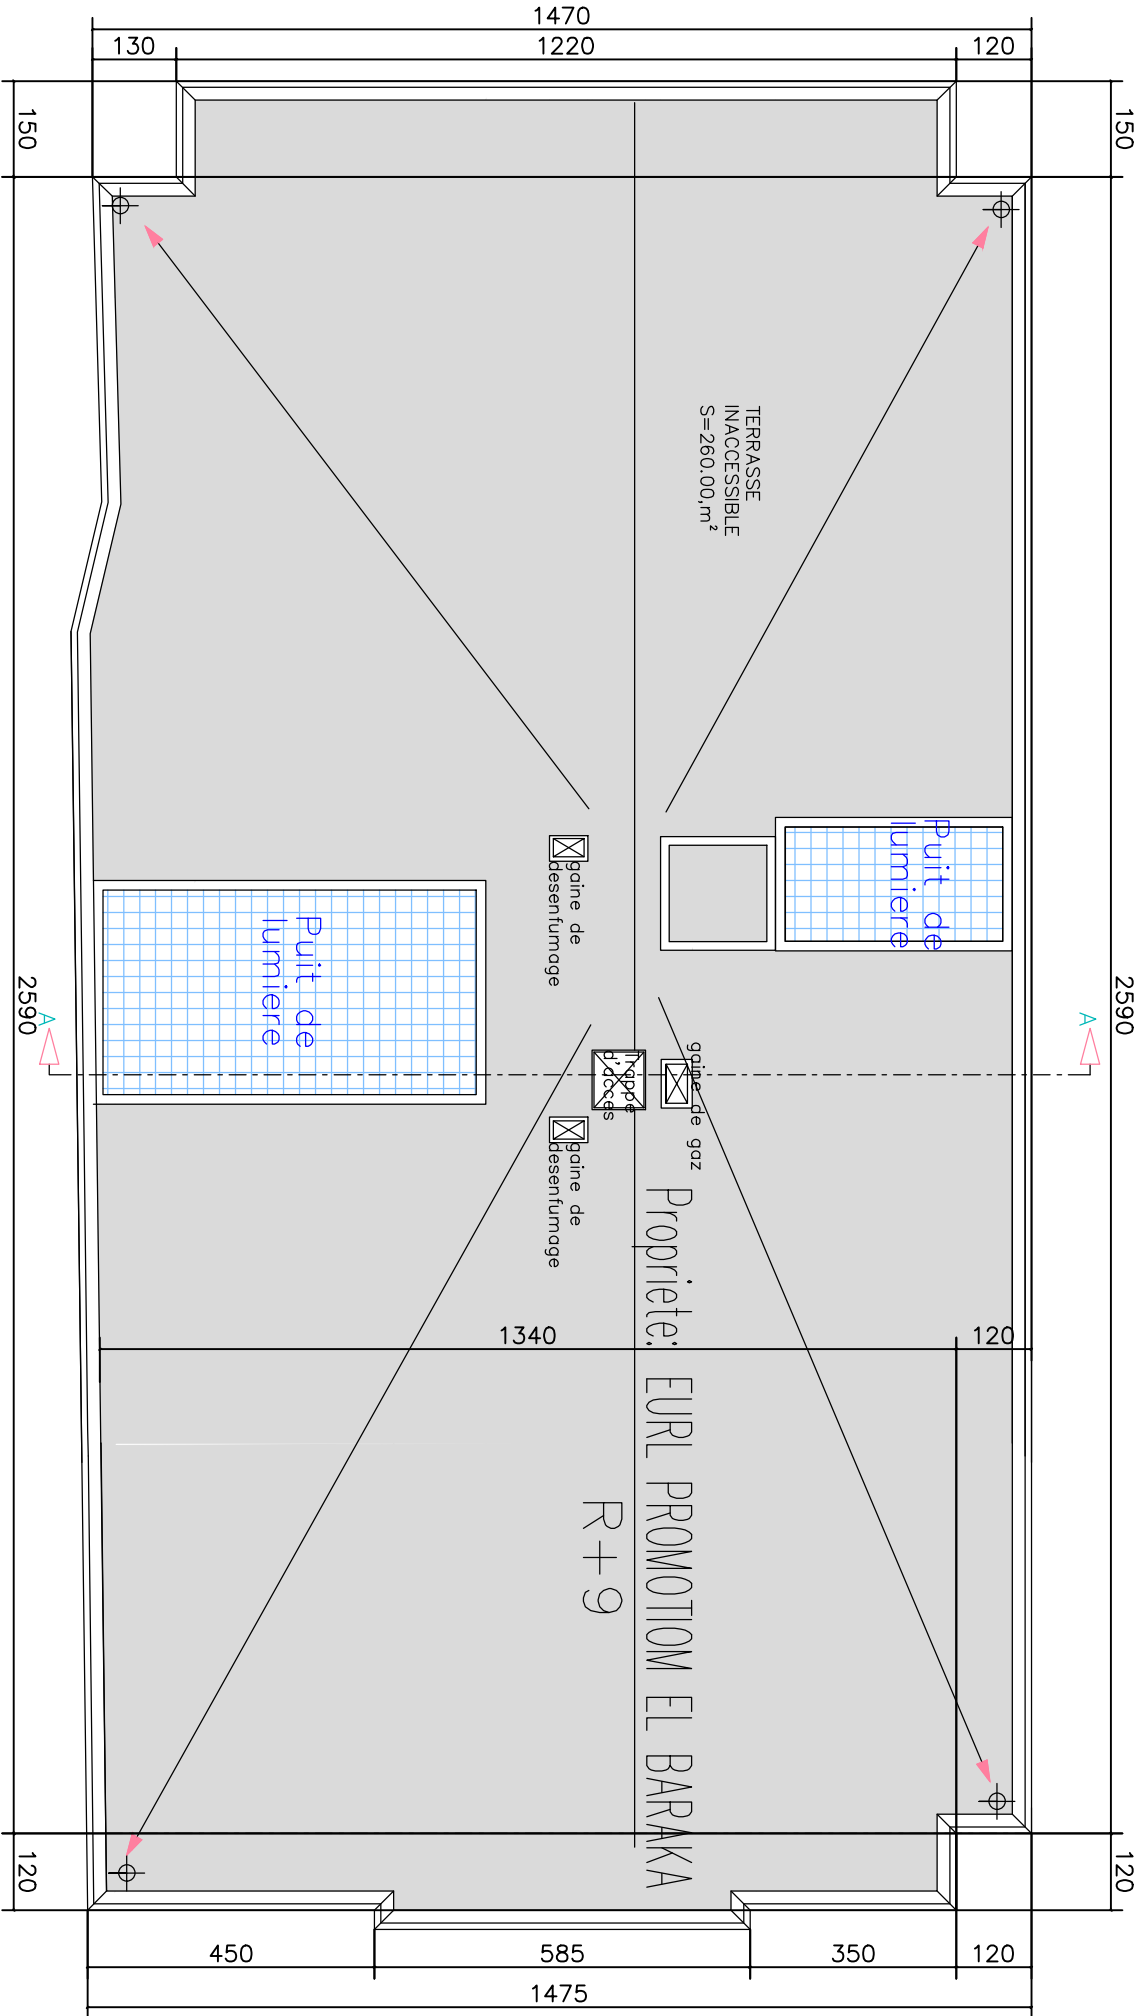 1470
130
1220
120
150
150
TERRASSE
INACCESSIBLE
S=260.00,m²
Puit de
lumiere
gaine de
desenfumage
Puit de
lumiere
2590
2590
A
A
gaine de gaz
Trappe
d'acces
gaine de
desenfumage
Propriete: EURL PROMOTIOM EL BARAKA
R+9
1340
120
120
120
450
585
350
120
1475